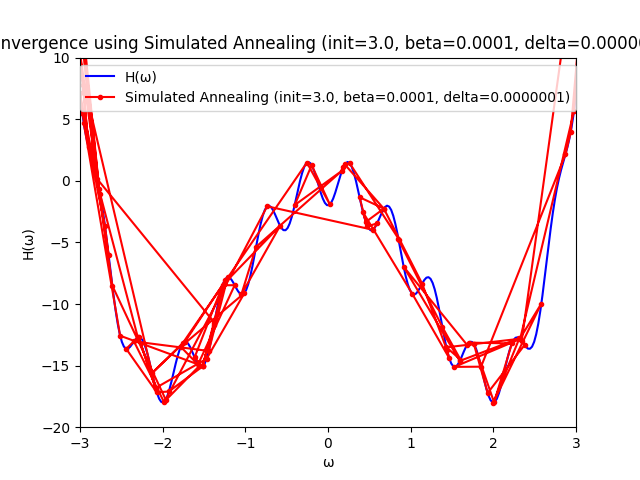 nvergence using Simulated Annealing (init=3.0, beta=0.0001, delta=0.0000
H(ω)
Simulated Annealing (init=3.0, beta=0.0001, delta=0.0000001)
10
5
0
−5
−10
−15
−20
H(ω)
−3 −2 −1 0 1 2 3
ω